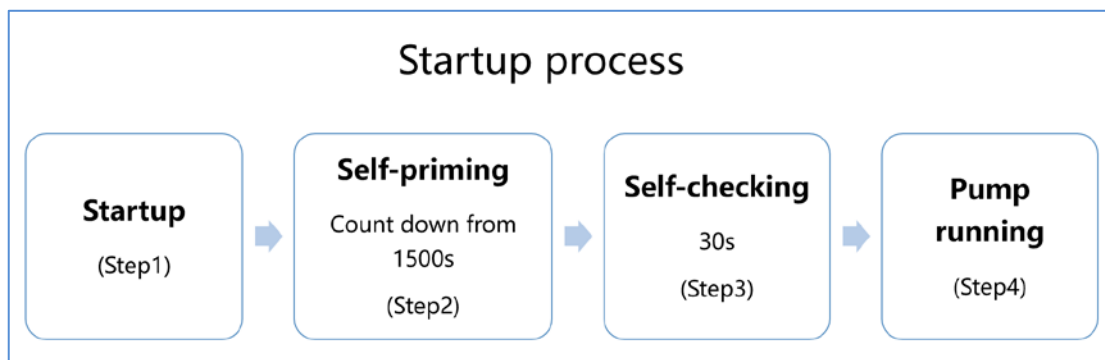 Startup process
Startup
(Step1)
Self-priming
Count down from
1500s
(Step2)
Self-checking
30s
(Step3)
Pump
running
(Step4)